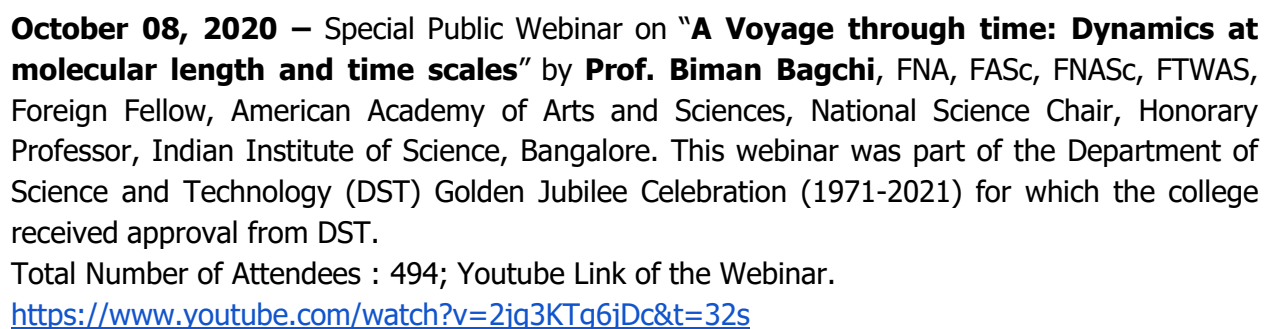 October 08, 2020 – Special Public Webinar on “A Voyage through time: Dynamics at
molecular length and time scales” by Prof. Biman Bagchi, FNA, FASc, FNASc, FTWAS,
Foreign Fellow, American Academy of Arts and Sciences, National Science Chair, Honorary
Professor, Indian Institute of Science, Bangalore. This webinar was part of the Department of
Science and Technology (DST) Golden Jubilee Celebration (1971-2021) for which the college
received approval from DST.
Total Number of Attendees : 494; Youtube Link of the Webinar.
https://www.youtube.com/watch?v=2jq3KTq6jDc&t=32s